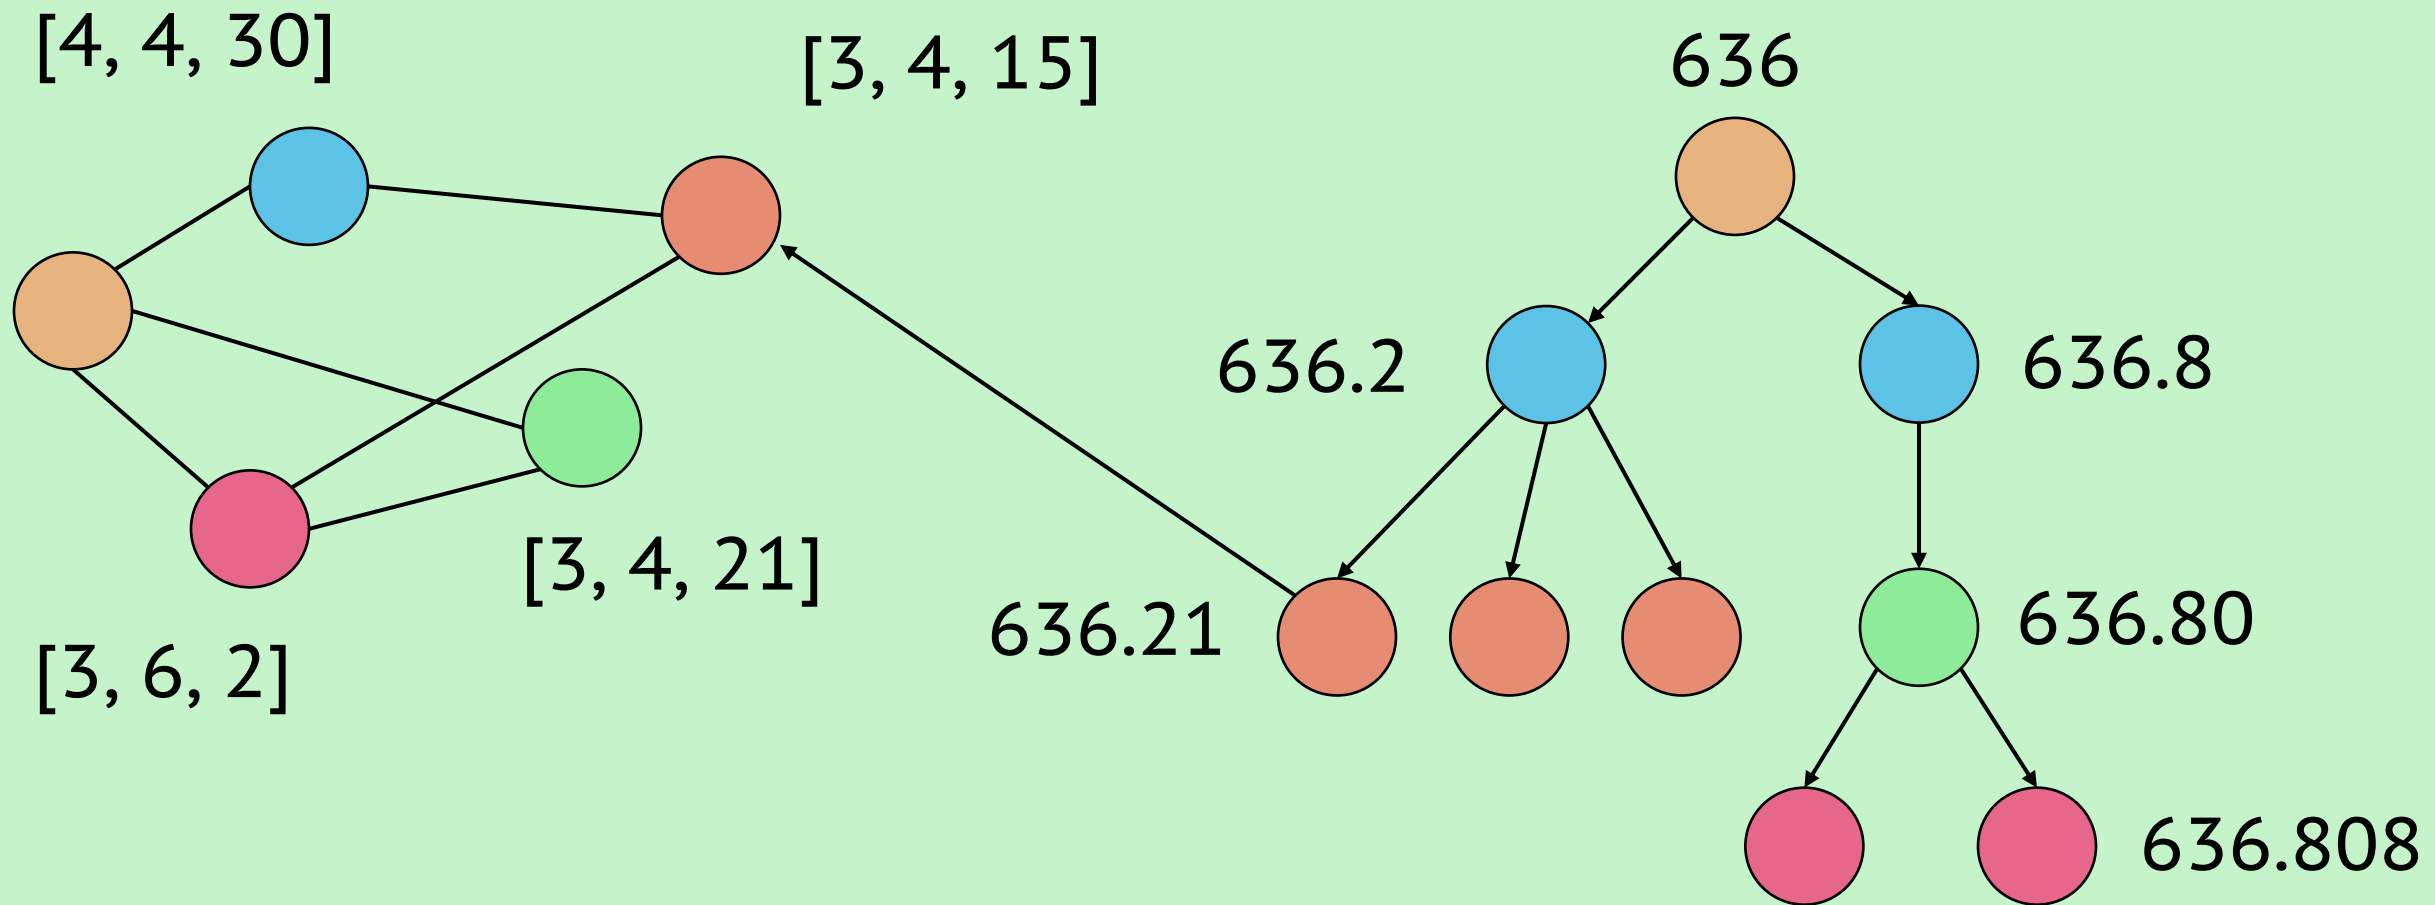 [4, 4, 30]
[3, 4, 15]
636
636.2
636.8
[3, 4, 21]
636.21
636.80
[3, 6, 2]
636.808